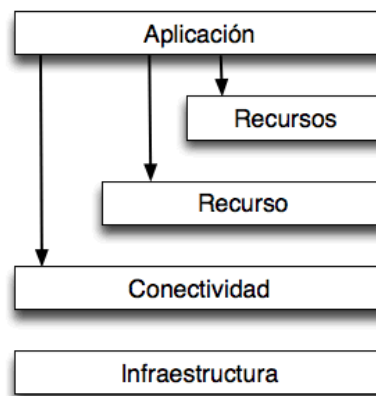 Aplicación
Recursos
Recurso
Conectividad
Infraestructura